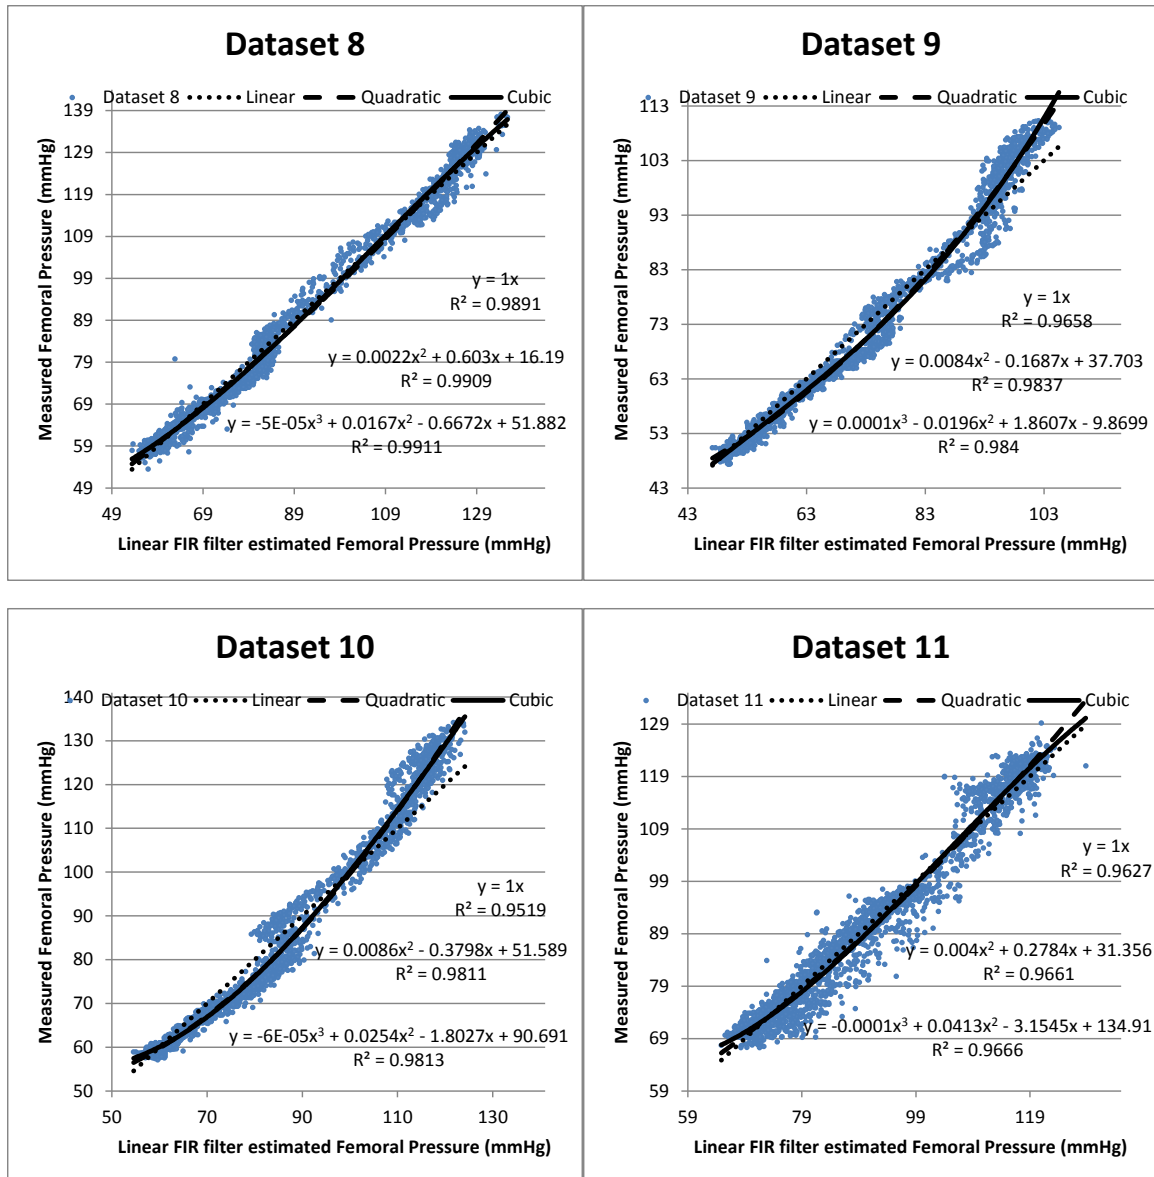 Dataset 8
Dataset 8 Linear Quadratic Cubic
139
129
119
109
99
89
79
69
59
49
Measured Femoral Pressure (mmHg)
y = 1x
R² = 0.9891
y = 0.0022x² + 0.603x + 16.19
R² = 0.9909
y = -5E-05x³ + 0.0167x² - 0.6672x + 51.882
R² = 0.9911
49 69 89 109 129
Linear FIR filter estimated Femoral Pressure (mmHg)
Dataset 9
Dataset 9 Linear Quadratic Cubic
113
103
93
83
73
63
53
43
Measured Femoral Pressure (mmHg)
y = 1x
R² = 0.9658
y = 0.0084x² - 0.1687x + 37.703
R² = 0.9837
y = 0.0001x³ - 0.0196x² + 1.8607x - 9.8699
R² = 0.984
43 63 83 103
Linear FIR filter estimated Femoral Pressure (mmHg)
Dataset 10
Dataset 10 Linear Quadratic Cubic
140
130
120
110
100
90
80
70
60
50
Measured Femoral Pressure (mmHg)
y = 1x
R² = 0.9519
y = 0.0086x² - 0.3798x + 51.589
R² = 0.9811
y = -6E-05x³ + 0.0254x² - 1.8027x + 90.691
R² = 0.9813
50 70 90 110 130
Linear FIR filter estimated Femoral Pressure (mmHg)
Dataset 11
Dataset 11 Linear Quadratic Cubic
129
119
109
99
89
79
69
59
Measured Femoral Pressure (mmHg)
y = 1x
R² = 0.9627
y = 0.004x² + 0.2784x + 31.356
R² = 0.9661
y = -0.0001x³ + 0.0413x² - 3.1545x + 134.91
R² = 0.9666
59 79 99 119
Linear FIR filter estimated Femoral Pressure (mmHg)